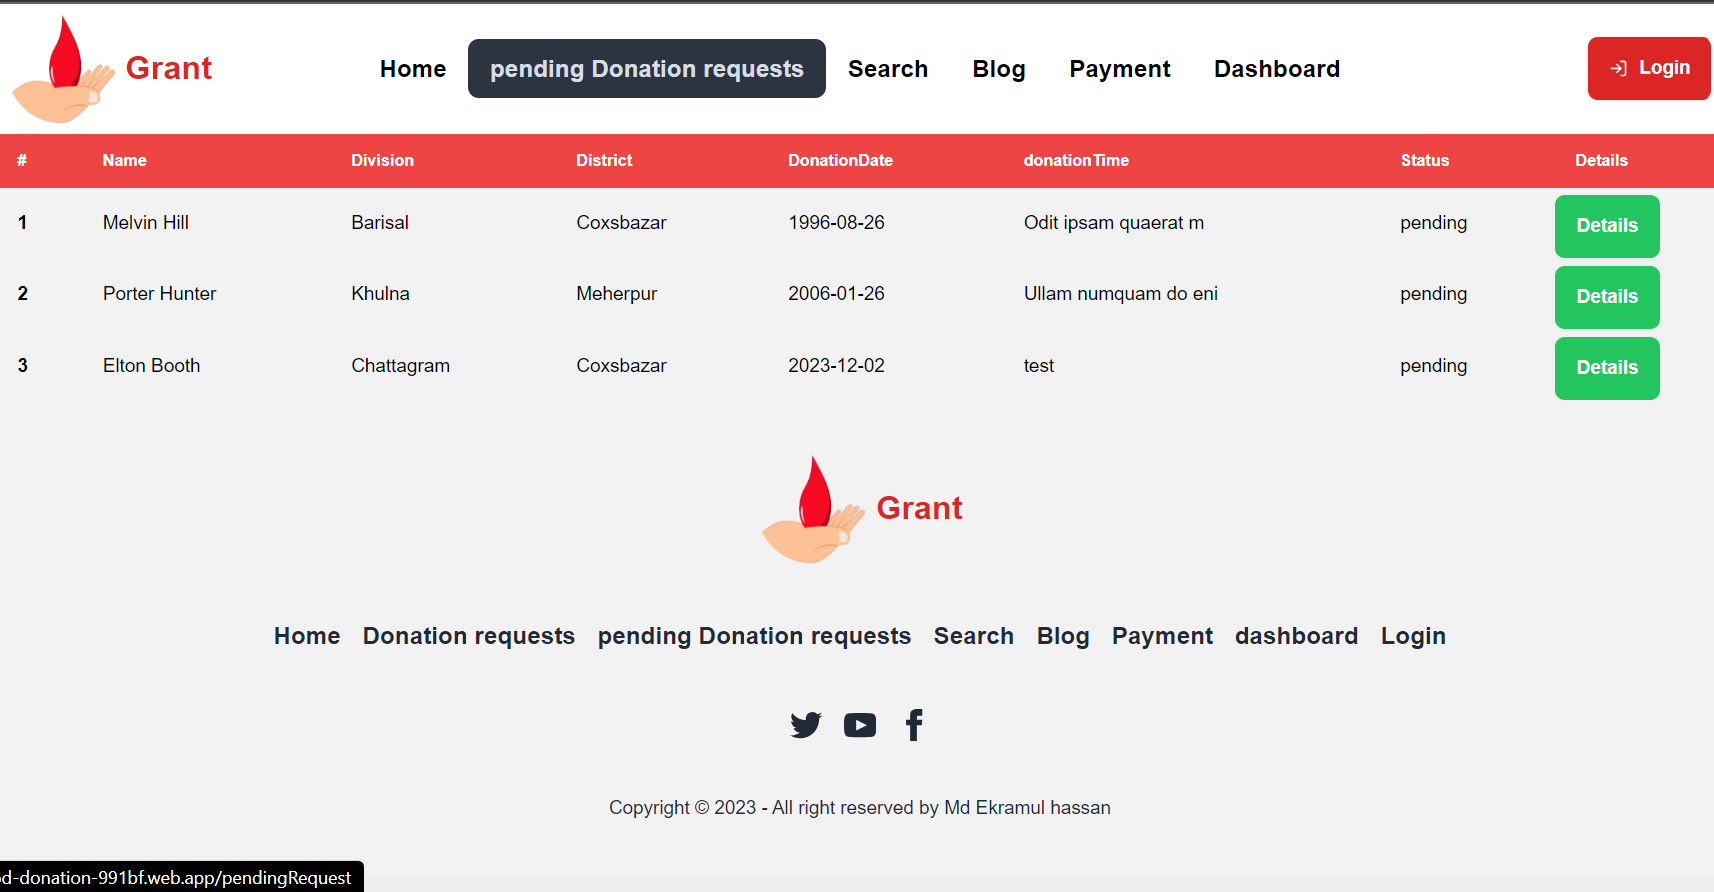 Grant
Home pending Donation requests Search Blog Payment Dashboard Login
# Name Division District DonationDate donationTime Status Details
1 Melvin Hill Barisal Coxsbazar 1996-08-26 Odit ipsam quaerat m pending Details
2 Porter Hunter Khulna Meherpur 2006-01-26 Ullam numquam do eni pending Details
3 Elton Booth Chattagram Coxsbazar 2023-12-02 test pending Details
Grant
Home Donation requests pending Donation requests Search Blog Payment dashboard Login
Copyright © 2023 - All right reserved by Md Ekramul hassan
d-donation-991bf.web.app/pendingRequest